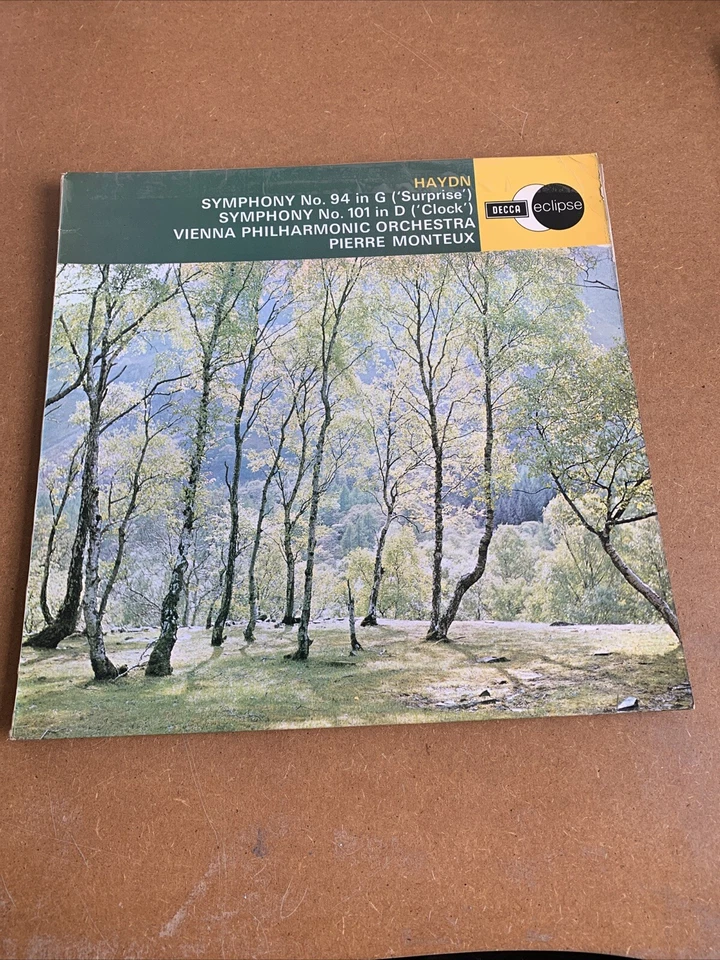 HAYDN
SYMPHONY No. 94 in G ('Surprise')
SYMPHONY No. 101 in D ('Clock')
VIENNA PHILHARMONIC ORCHESTRA
PIERRE MONTEUX
DECCA eclipse